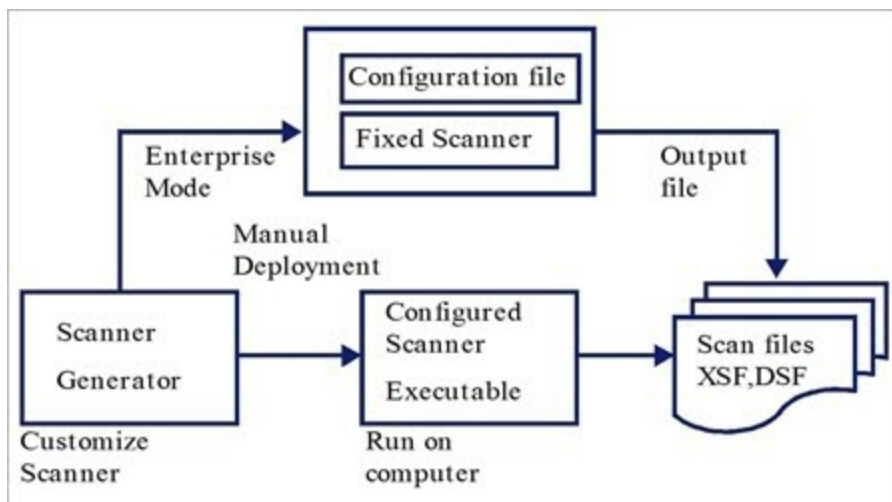 Configuration file
Fixed Scanner
Enterprise
Mode
Output
file
Manual
Deployment
Scanner
Generator
Configured
Scanner
Executable
Scan files
XSF,DSF
Customize
Scanner
Run on
computer